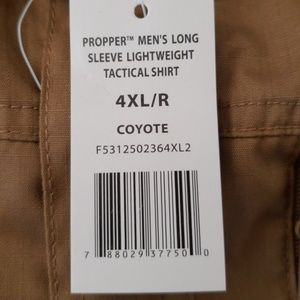 PROPPER™ MEN'S LONG
SLEEVE LIGHTWEIGHT
TACTICAL SHIRT
4XL/R
COYOTE
F5312502364XL2
7 88029 37750 0